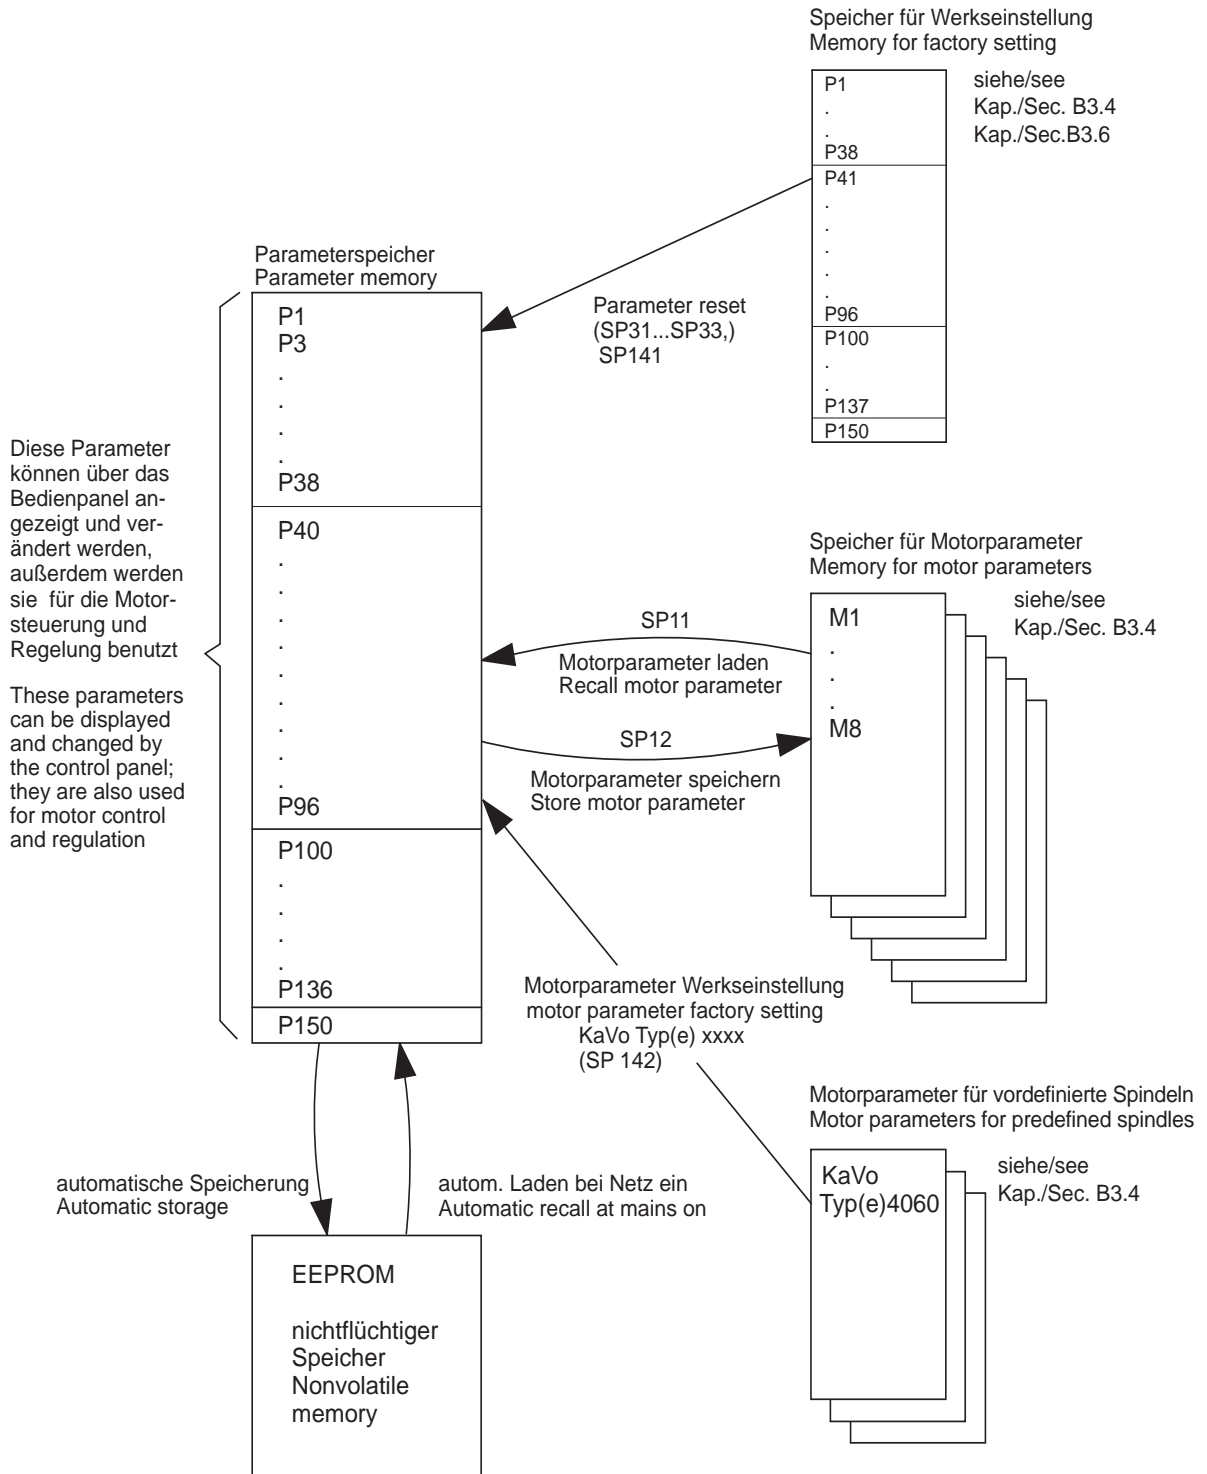 Speicher für Werkseinstellung
Memory for factory setting
P1
.
.
P38
P41
.
.
.
.
.
P96
P100
.
.
P137
P150
siehe/see
Kap./Sec. B3.4
Kap./Sec.B3.6
Parameterspeicher
Parameter memory
P1
P3
.
.
.
.
P38
P40
.
.
.
.
.
.
.
.
.
P96
P100
.
.
.
.
P136
P150
Parameter reset
(SP31...SP33,)
SP141
Diese Parameter
können über das
Bedienpanel an-
gezeigt und ver-
ändert werden,
außerdem werden
sie für die Motor-
steuerung und
Regelung benutzt
These parameters
can be displayed
and changed by
the control panel;
they are also used
for motor control
and regulation
Speicher für Motorparameter
Memory for motor parameters
M1
.
.
.
M8
siehe/see
Kap./Sec. B3.4
SP11
Motorparameter laden
Recall motor parameter
SP12
Motorparameter speichern
Store motor parameter
Motorparameter Werkseinstellung
motor parameter factory setting
KaVo Typ(e) xxxx
(SP 142)
Motorparameter für vordefinierte Spindeln
Motor parameters for predefined spindles
KaVo
Typ(e)4060
siehe/see
Kap./Sec. B3.4
automatische Speicherung
Automatic storage
autom. Laden bei Netz ein
Automatic recall at mains on
EEPROM
nichtflüchtiger
Speicher
Nonvolatile
memory